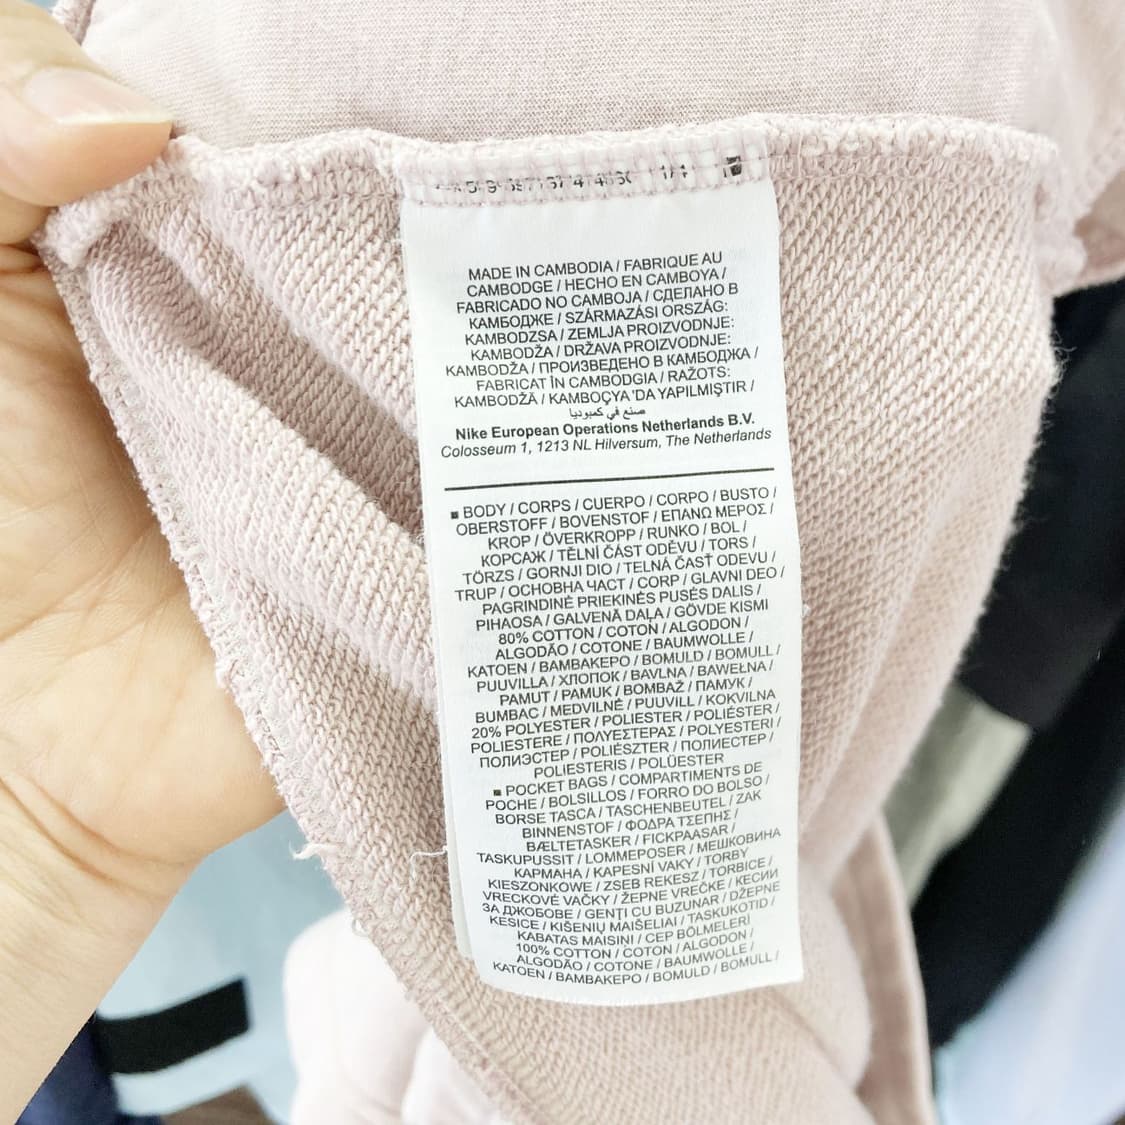 MADE IN CAMBODIA / FABRIQUE AU
CAMBODGE / HECHO EN CAMBOYA /
FABRICADO NO CAMBOJA / СДЕЛАНО В
КАМБОДЖЕ / SZÁRMAZÁSI ORSZÁG:
KAMBODZSA / ZEMLJA PROIZVODNJE:
KAMBODŽA / DRŽAVA PROIZVODNJE:
KAMBODŽA / ПРОИЗВЕДЕНО В КАМБОДЖА /
FABRICAT ÎN CAMBODGIA / RAŽOTS:
KAMBODŽĀ / KAMBOÇYA 'DA YAPILMIŞTIR /
صنع في كمبوديا
Nike European Operations Netherlands B.V.
Colosseum 1, 1213 NL Hilversum, The Netherlands
■ BODY / CORPS / CUERPO / CORPO / BUSTO /
OBERSTOFF / BOVENSTOF / ΕΠΑΝΩ ΜΕΡΟΣ /
KROP / ÖVERKROPP / RUNKO / BOL /
КОРСАЖ / TĚLNÍ ČÁST ODĚVU / TORS /
TÖRZS / GORNJI DIO / TELNÁ ČASŤ ODEVU /
TRUP / ОСНОВНА ЧАСТ / CORP / GLAVNI DEO /
PAGRINDINĖ PRIEKINĖS PUSĖS DALIS /
PIHAOSA / GALVENĀ DAĻA / GÖVDE KISMI
80% COTTON / COTON / ALGODON /
ALGODÃO / COTONE / BAUMWOLLE /
KATOEN / ΒΑΜΒΑΚΕΡΟ / BOMULD / BOMULL /
PUUVILLA / ХЛОПОК / BAVLNA / BAWEŁNA /
PAMUT / PAMUK / BOMBAŽ / ПАМУК /
BUMBAC / MEDVILNĖ / PUUVILL / KOKVILNA
20% POLYESTER / POLIESTER / POLIÉSTER /
POLIESTERE / ΠΟΛΥΕΣΤΕΡΑΣ / POLYESTERI /
ПОЛИЭСТЕР / POLIÉSZTER / ПОЛИЕСТЕР /
POLIESTERIS / POLÜESTER
■ POCKET BAGS / COMPARTIMENTS DE
POCHE / BOLSILLOS / FORRO DO BOLSO /
BORSE TASCA / TASCHENBEUTEL / ZAK
BINNENSTOF / ΦΟΔΡΑ ΤΣΕΠΗΣ /
BÆLTETASKER / FICKPAASAR /
TASKUPUSSIT / LOMMEPOSER / МЕШКОВИНА
КАРМАНА / KAPESNÍ VAKY / TORBY
KIESZONKOWE / ZSEB REKESZ / TORBICE /
VRECKOVÉ VAČKY / ŽEPNE VREČKE / КЕСИИ
ЗА ДЖОБОВЕ / GENŢI CU BUZUNAR / DŽEPNE
KESICE / KIŠENIŲ MAIŠELIAI / TASKUKOTID /
KABATAS MAISIŅI / CEP BÖLMELERİ
100% COTTON / COTON / ALGODON /
ALGODÃO / COTONE / BAUMWOLLE /
KATOEN / ΒΑΜΒΑΚΕΡΟ / BOMULD / BOMULL /